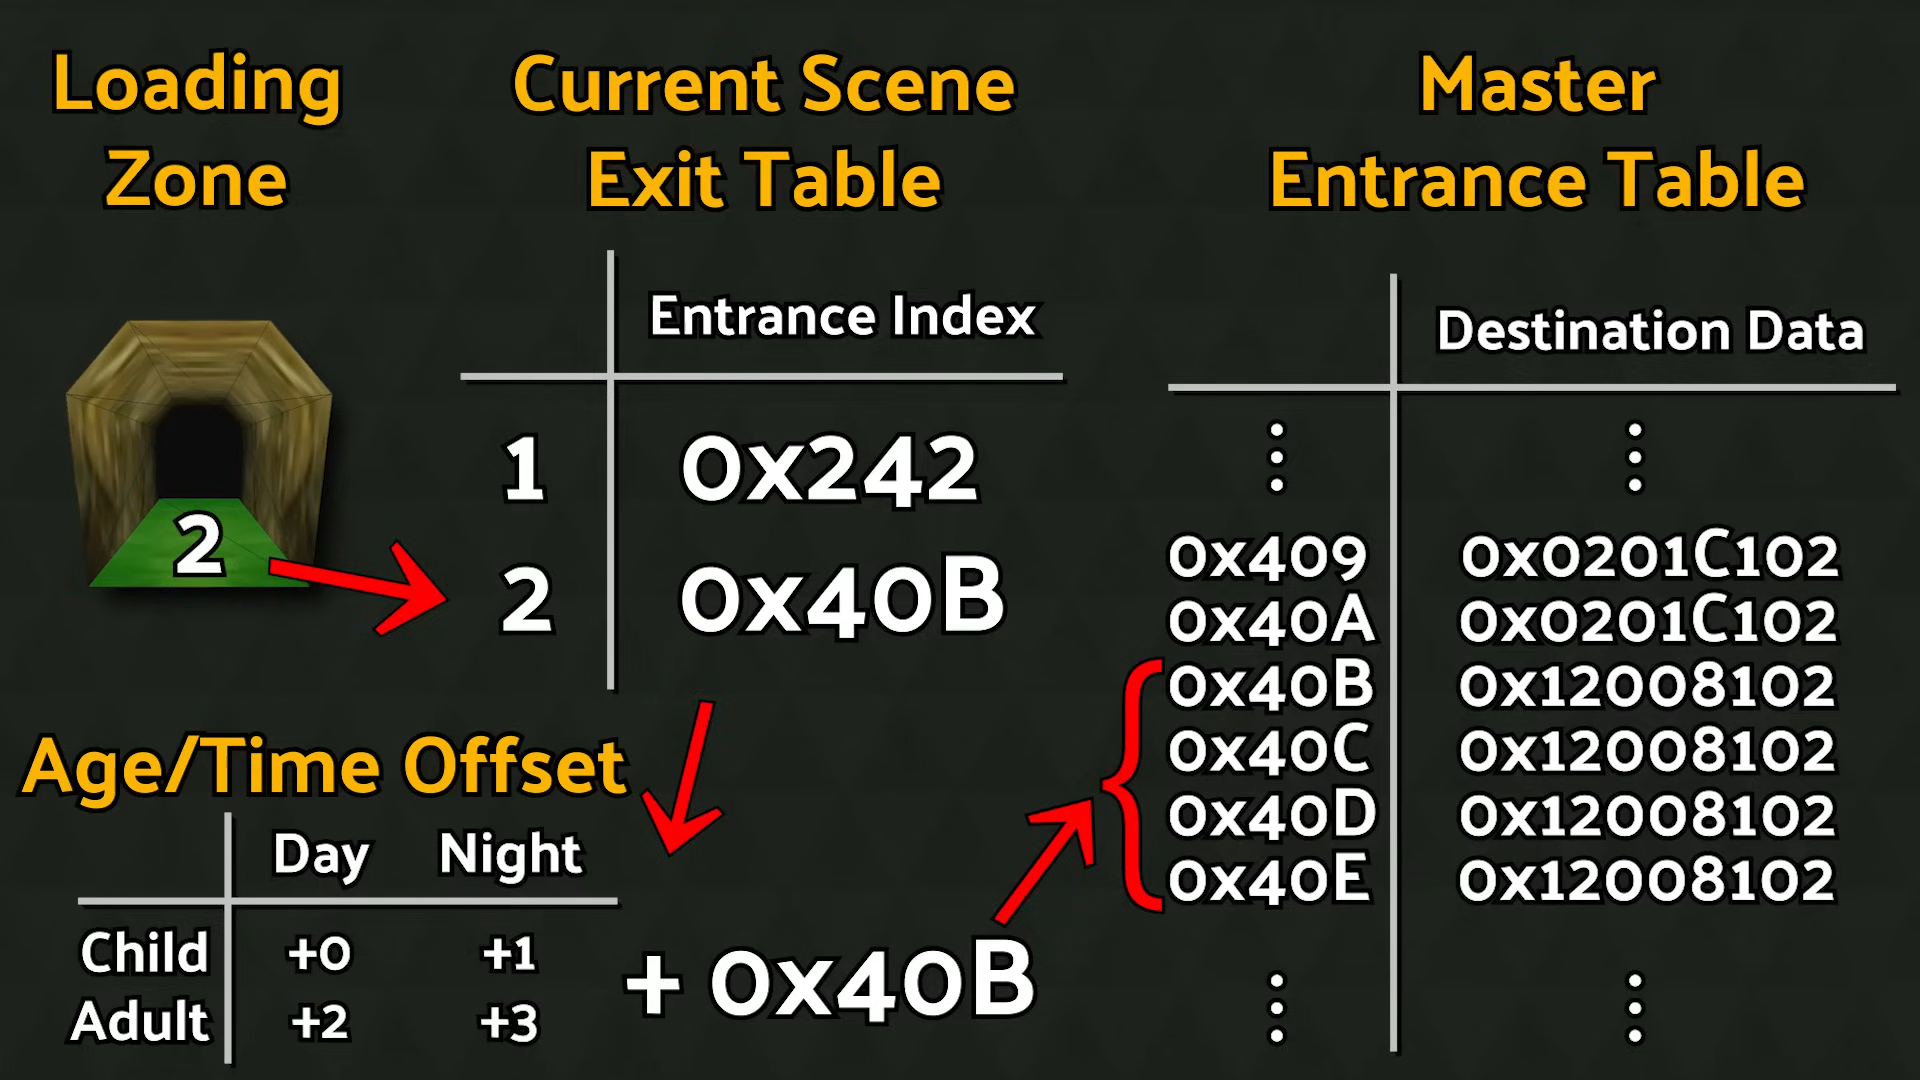 Loading
Zone
2
Current Scene
Exit Table
Entrance Index
1 0x242
2 0x40B
Age/Time Offset
Day Night
Child +0 +1
Adult +2 +3
+ 0x40B
Master
Entrance Table
Destination Data
0x409 0x0201C102
0x40A 0x0201C102
0x40B 0x12008102
0x40C 0x12008102
0x40D 0x12008102
0x40E 0x12008102